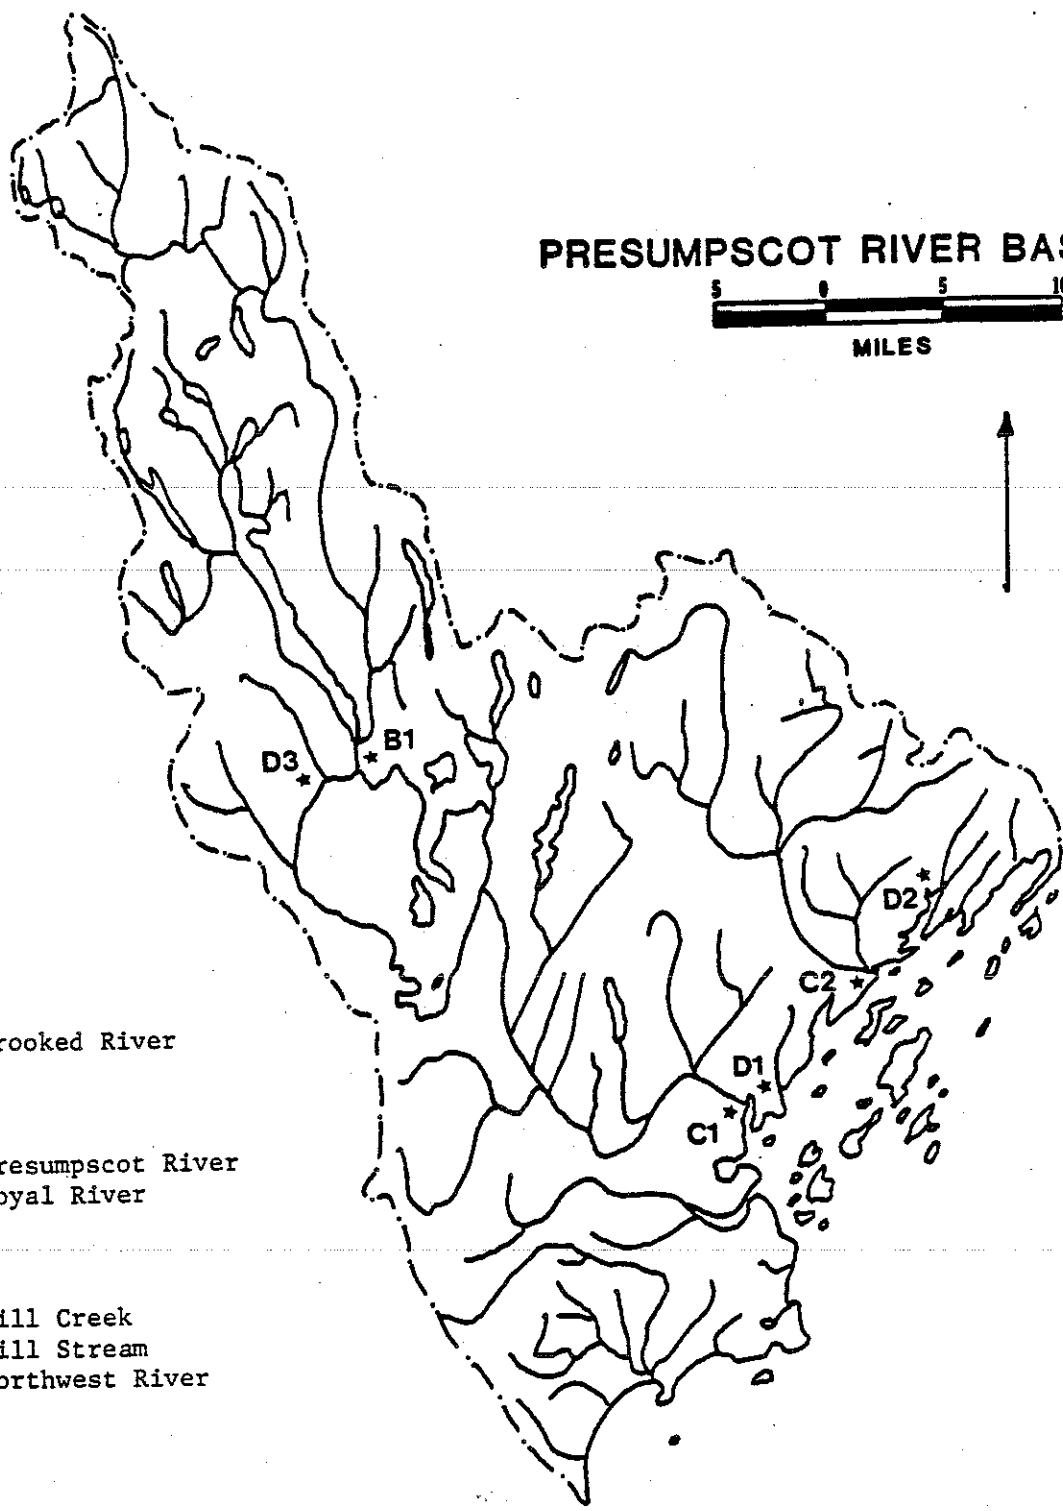 PRESUMPSCOT RIVER BAS
5 0 5 10
MILES
B1
D3
D2
C2
D1
C1
rooked River
resumpscot River
oyal River
ill Creek
ill Stream
orthwest River